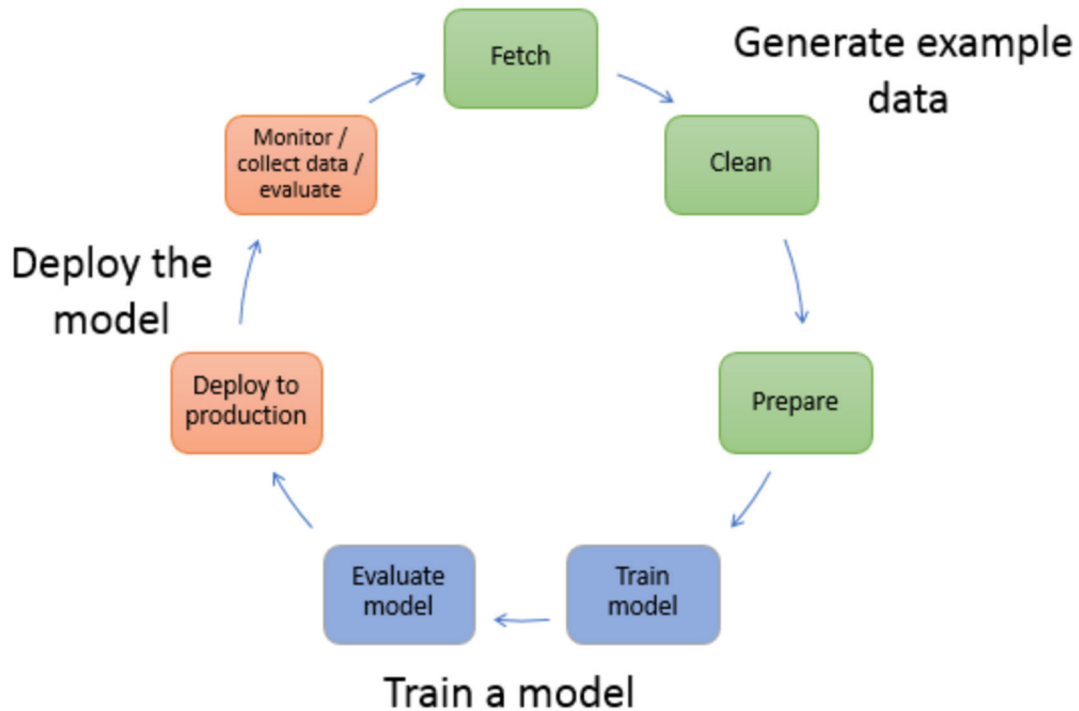 Fetch
Generate example
data
Clean
Prepare
Train
model
Train a model
Evaluate
model
Deploy to
production
Deploy the
model
Monitor /
collect data /
evaluate